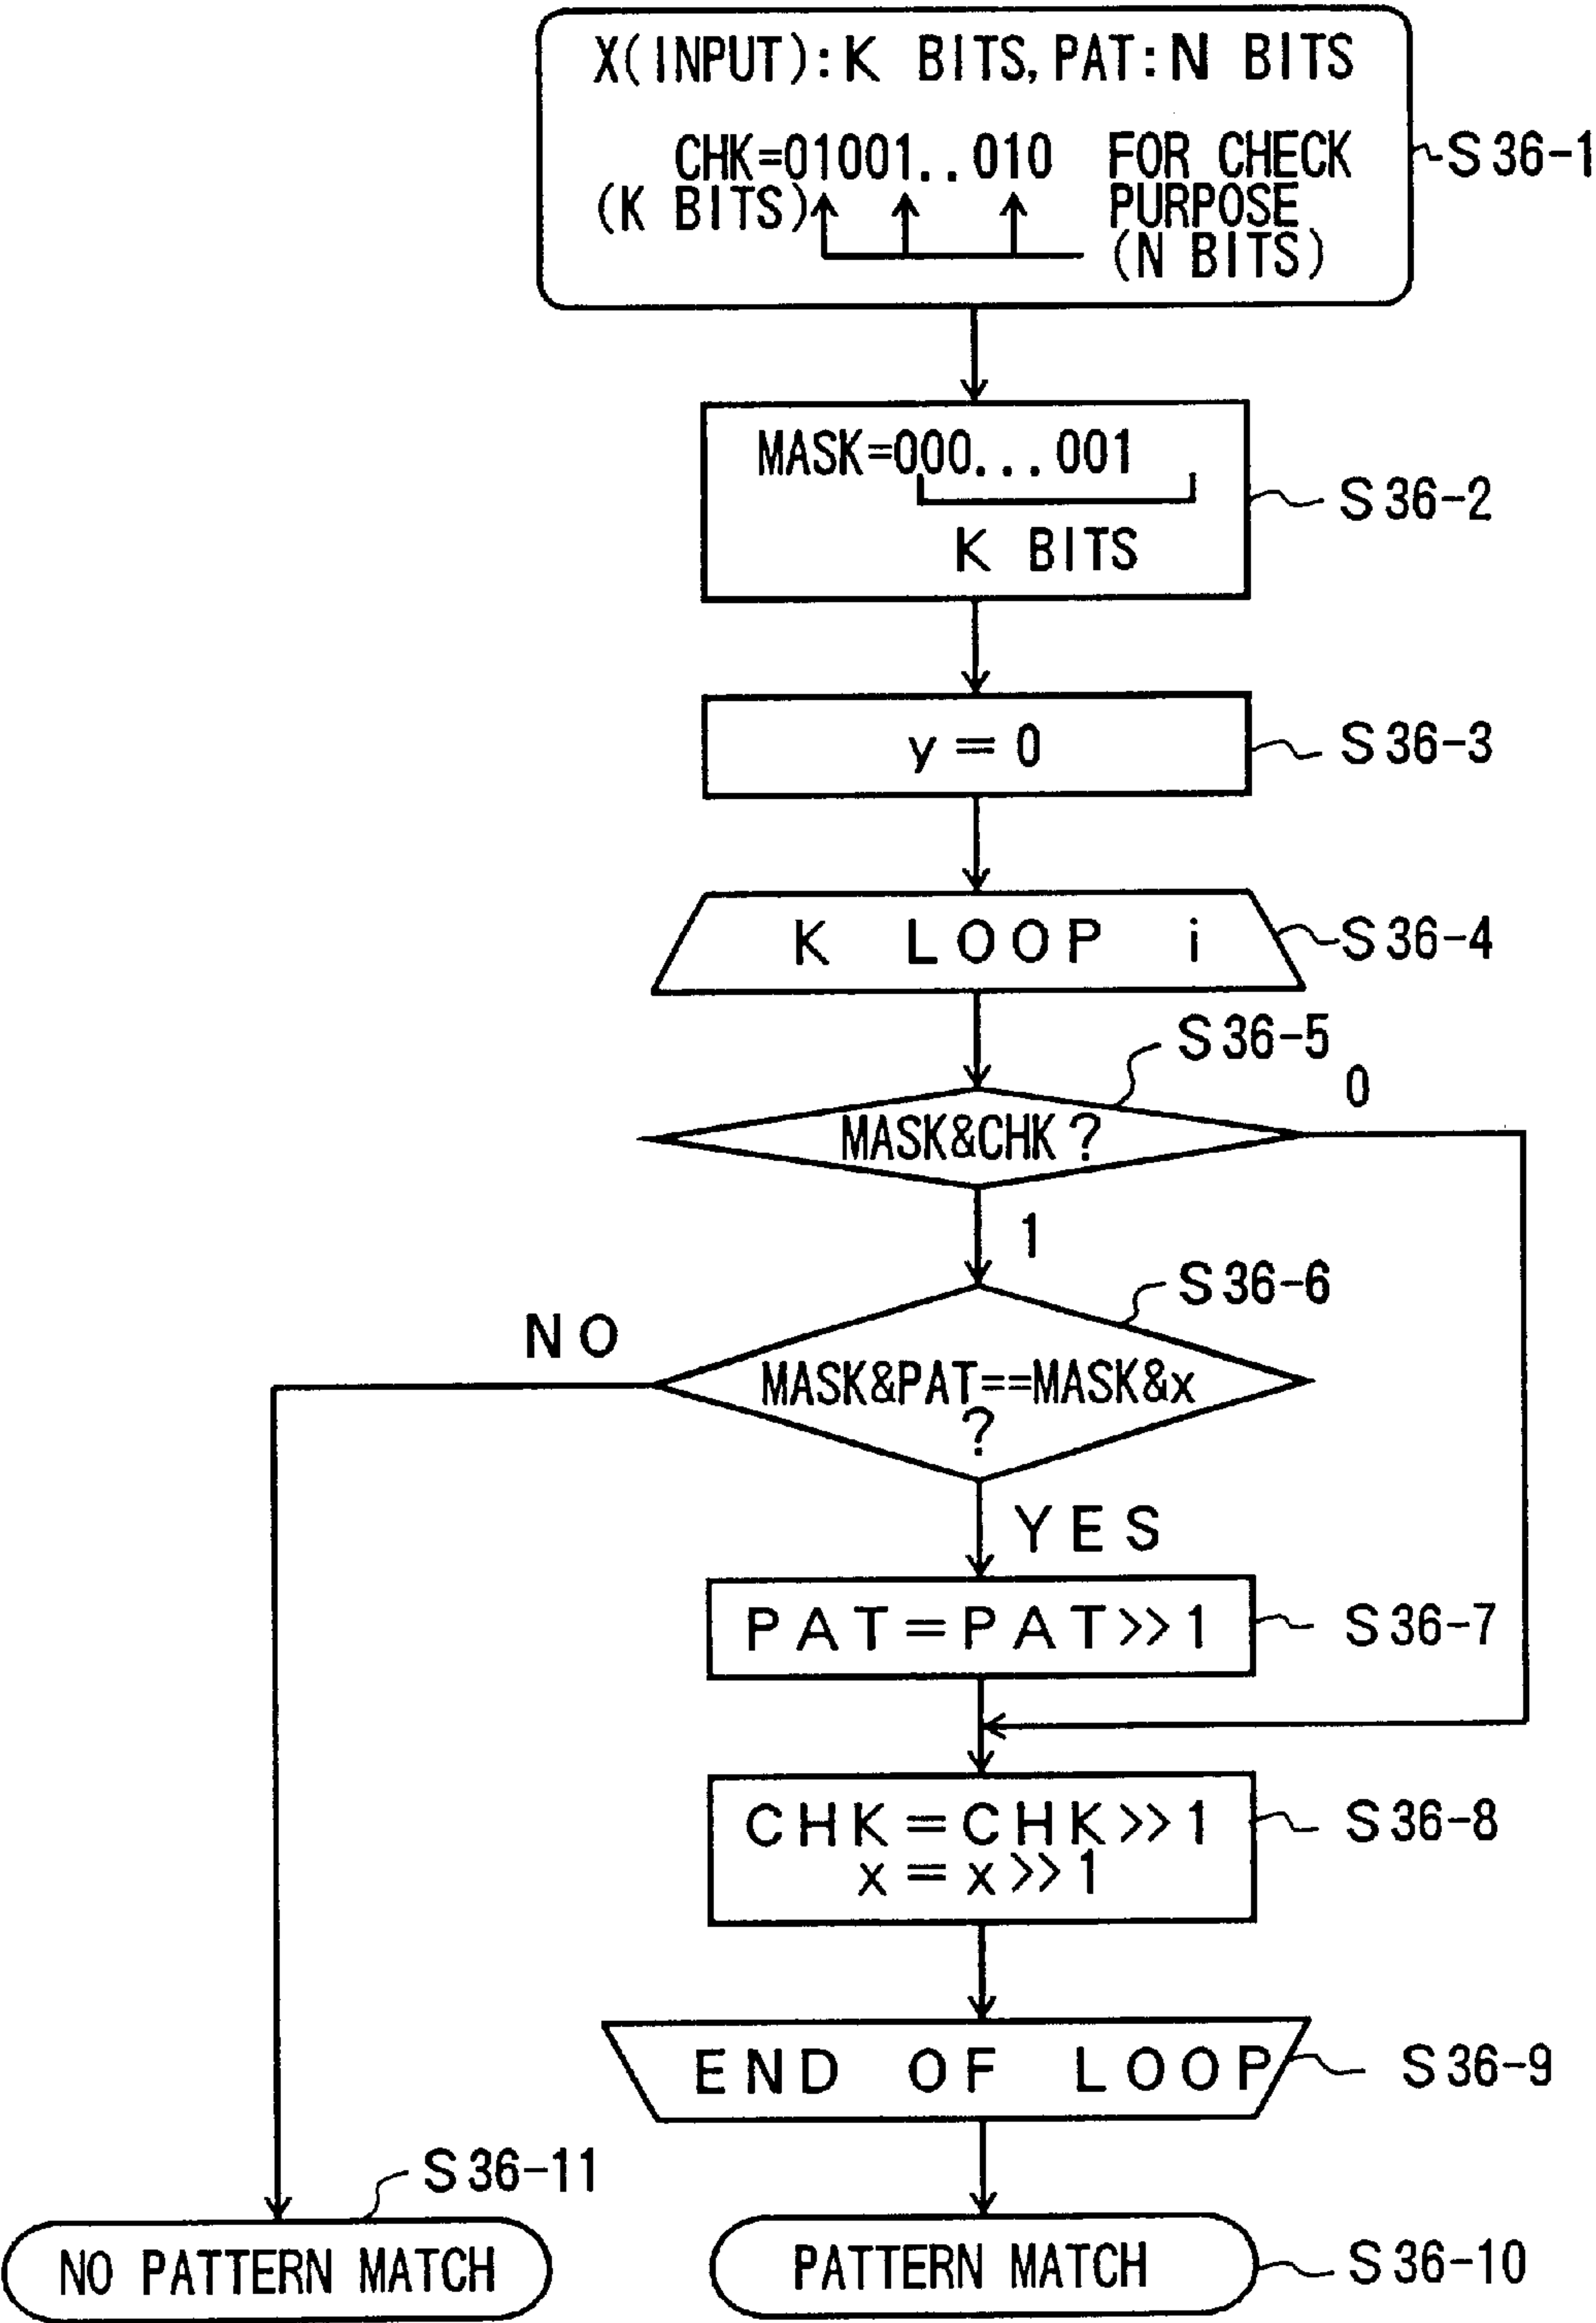 X(INPUT):K BITS,PAT:N BITS
CHK=01001..010 FOR CHECK
(K BITS) PURPOSE
(N BITS)
S36-1
MASK=000...001
K BITS
S36-2
y=0
S36-3
K LOOP i
S36-4
S36-5
0
MASK&CHK?
1
S36-6
NO
MASK&PAT==MASK&x
?
YES
PAT=PAT>>1
S36-7
CHK=CHK>>1
x=x>>1
S36-8
END OF LOOP
S36-9
S36-11
NO PATTERN MATCH
PATTERN MATCH
S36-10